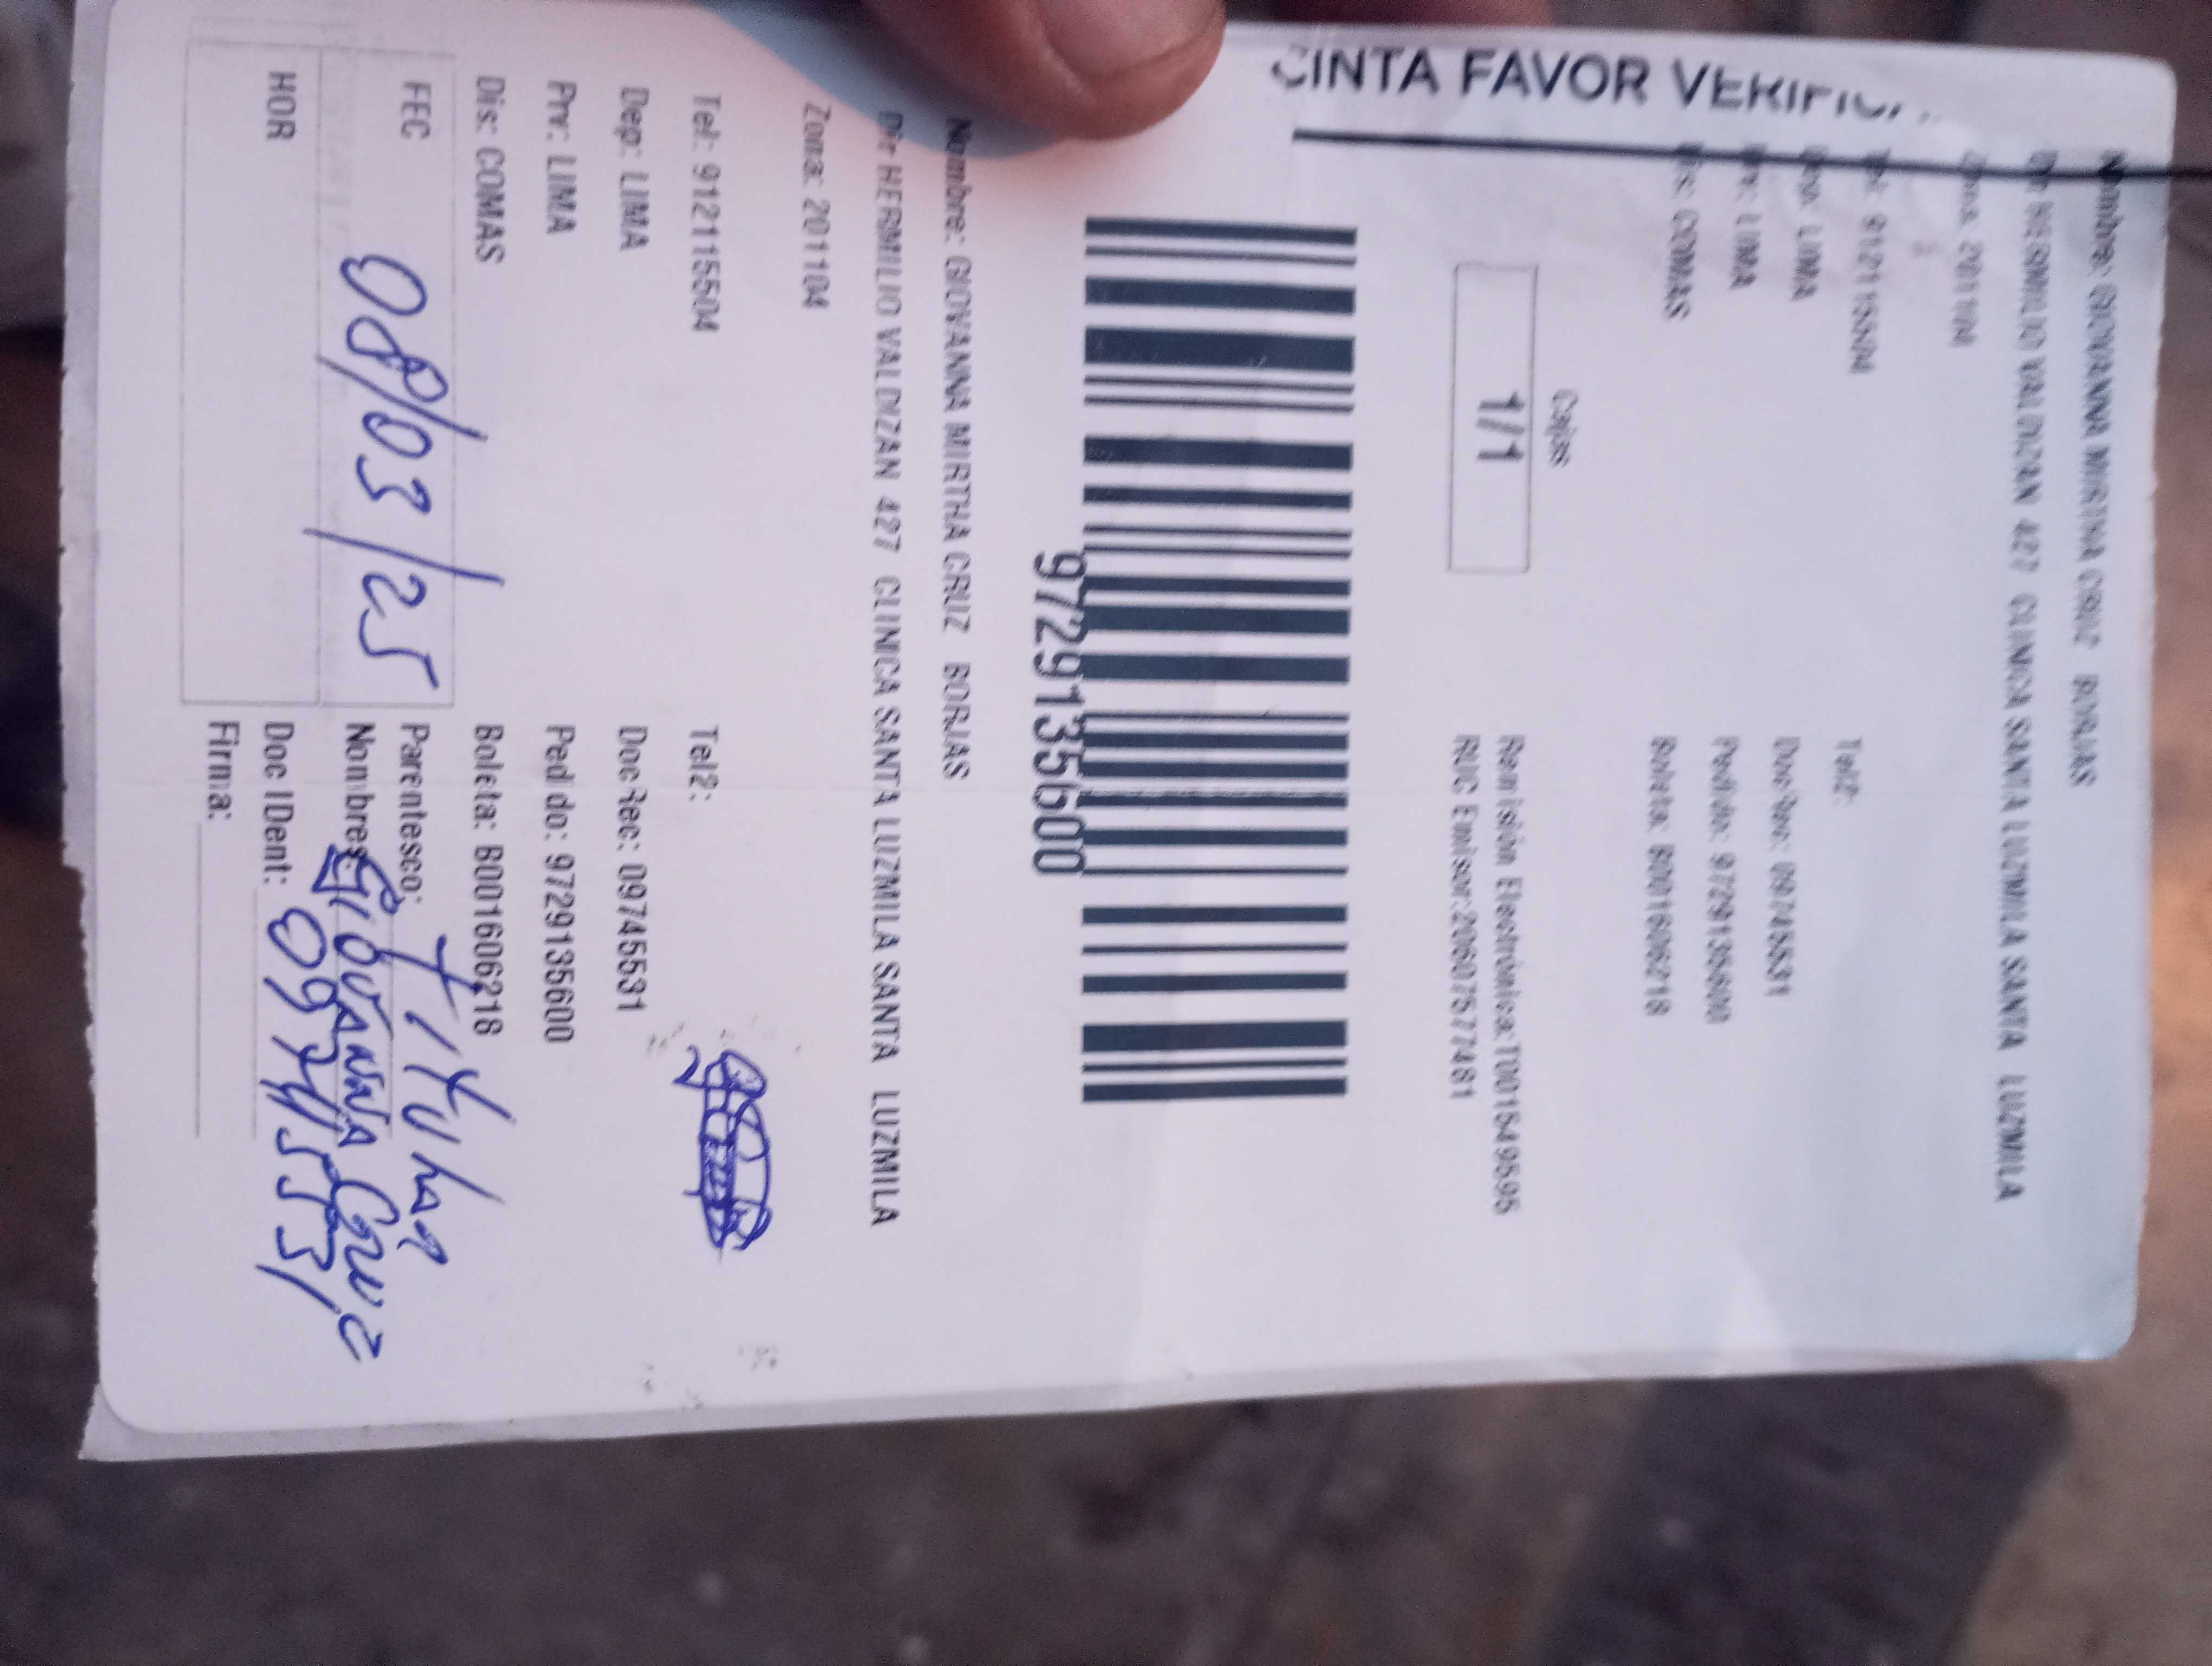 CINTA FAVOR VERIFIC
Nombre: GIOVANNA MIRTHA CRUZ BORJAS
Dir HERMILIO VALDIZAN 427 CLINICA SANTA LUZMILA SANTA LUZMILA
Zona: 201104
Tel: 912115504 Tel2:
Dep: LIMA Doc Rec: 09745531
Prv: LIMA Pedido: 9729135600
Dis: COMAS Boleta: B001606218
Cajas
1/1
Remisión Electrónica:T001549595
RUC Emisor:20607577481
9729135600
Nombre: GIOVANNA MIRTHA CRUZ BORJAS
Dir HERMILIO VALDIZAN 427 CLINICA SANTA LUZMILA SANTA LUZMILA
Zona: 201104
Tel: 912115504 Tel2:
Dep: LIMA Doc Rec: 09745531
Prv: LIMA Pedido: 9729135600
Dis: COMAS Boleta: B001606218
FEC 08/03/25 Parentesco: titular
Nombres: Giovanna Cruz
HOR Doc IDent: 09745531
Firma: